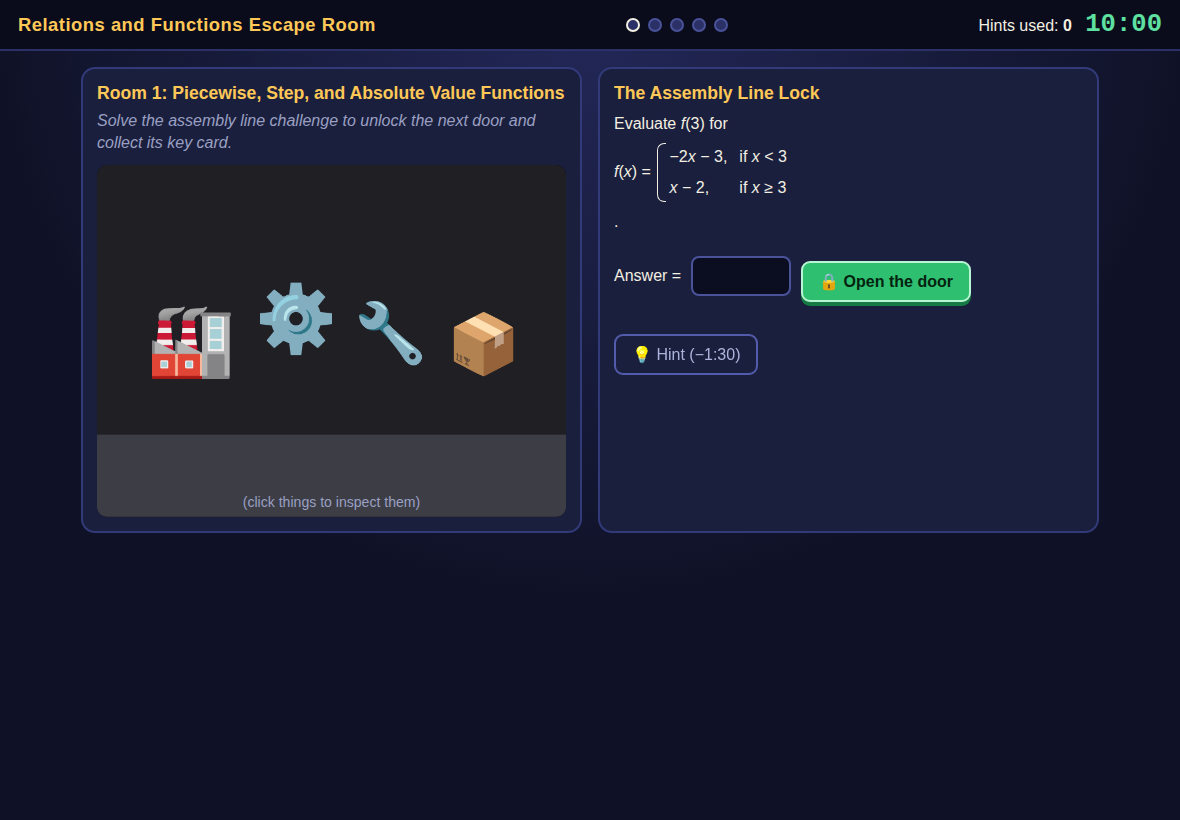 Relations and Functions Escape Room
Hints used: 0 10:00
Room 1: Piecewise, Step, and Absolute Value Functions
Solve the assembly line challenge to unlock the next door and
collect its key card.
(click things to inspect them)
The Assembly Line Lock
Evaluate f(3) for
f(x) =
−2x − 3, if x < 3
x − 2, if x ≥ 3
.
Answer =
🔒 Open the door
💡 Hint (−1:30)